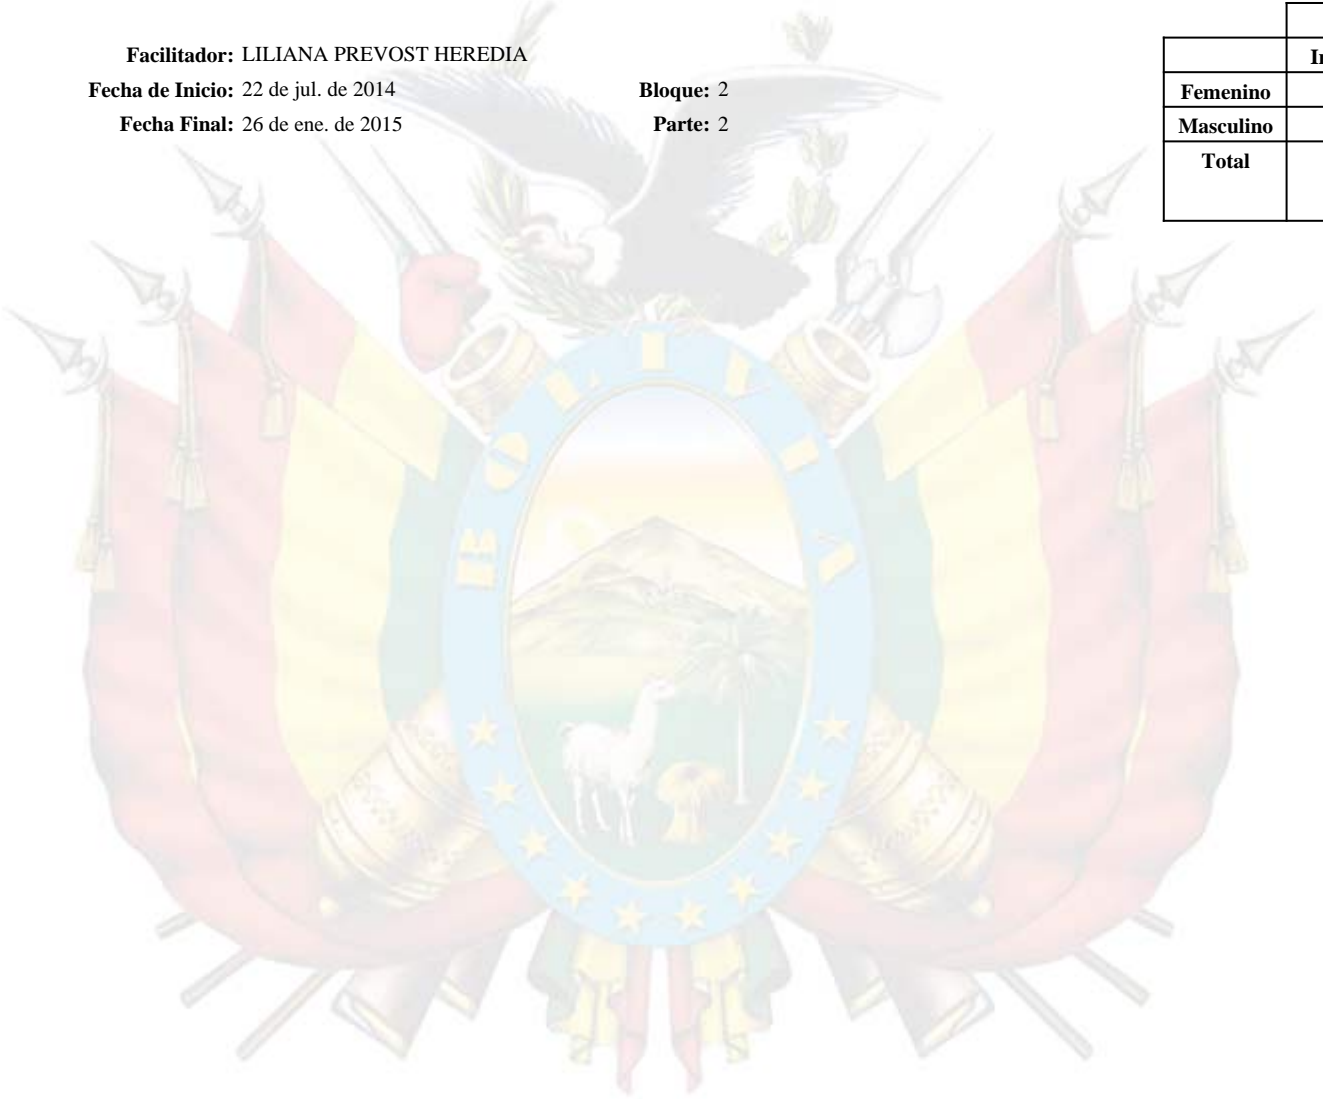 Facilitador: LILIANA PREVOST HEREDIA
Fecha de Inicio: 22 de jul. de 2014 Bloque: 2
Fecha Final: 26 de ene. de 2015 Parte: 2
Femenino
Masculino
Total
BOLIVIA